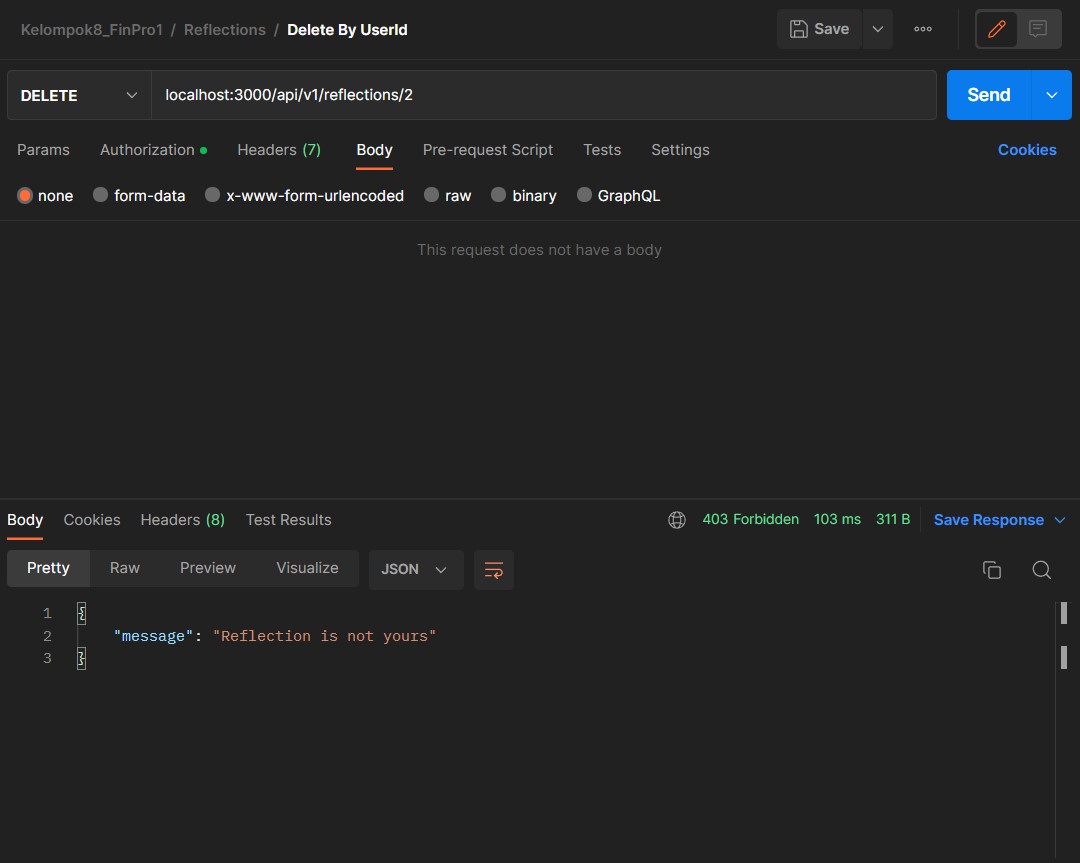 Kelompok8_FinPro1 / Reflections / Delete By UserId
Save
DELETE
localhost:3000/api/v1/reflections/2
Send
Params Authorization Headers (7) Body Pre-request Script Tests Settings Cookies
none form-data x-www-form-urlencoded raw binary GraphQL
This request does not have a body
Body Cookies Headers (8) Test Results 403 Forbidden 103 ms 311 B Save Response
Pretty Raw Preview Visualize JSON
1 {
2 "message": "Reflection is not yours"
3 }